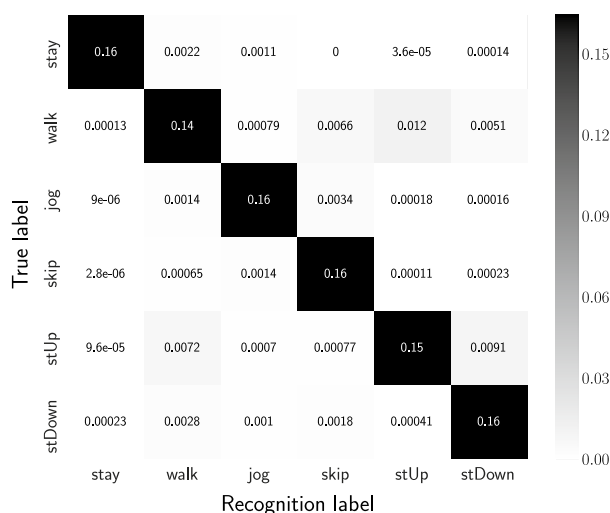 stay 0.16 0.0022 0.0011 0 3.6e-05 0.00014
walk 0.00013 0.14 0.00079 0.0066 0.012 0.0051
jog 9e-06 0.0014 0.16 0.0034 0.00018 0.00016
skip 2.8e-06 0.00065 0.0014 0.16 0.00011 0.00023
stUp 9.6e-05 0.0072 0.0007 0.00077 0.15 0.0091
stDown 0.00023 0.0028 0.001 0.0018 0.00041 0.16
stay walk jog skip stUp stDown
Recognition label
True label
0.15
0.12
0.09
0.06
0.03
0.00